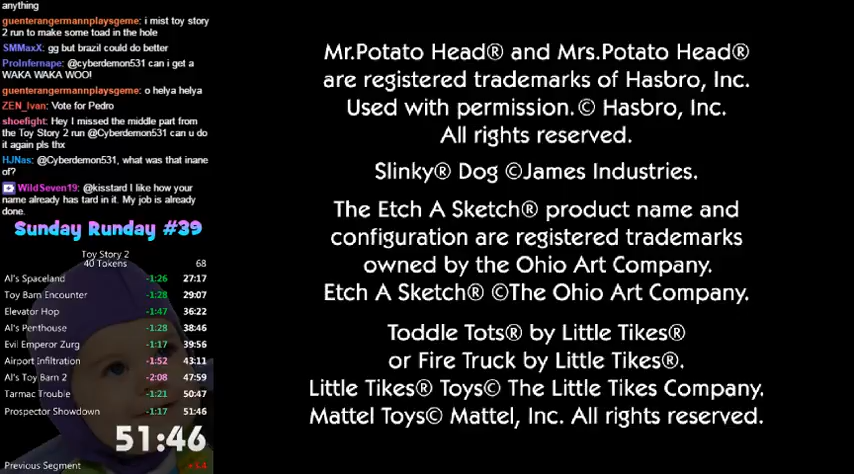 anything
guenterangermannplaysgeme: i mist toy story
2 run to make some toad in the hole
SMMaxX: gg but brazil could do better
ProInfernape: @cyberdemon531 can i get a
WAKA WAKA WOO!
guenterangermannplaysgeme: o helya helya
ZEN_Ivan: Vote for Pedro
shoefight: Hey I missed the middle part from
the Toy Story 2 run @Cyberdemon531 can u do
it again pls thx
HJNas: @Cyberdemon531, what was that inane
of?
WildSeven19: @kisstard I like how your
name already has tard in it. My job is already
done.
Sunday Runday #39
Toy Story 2
40 Tokens 68
Al's Spaceland -1:26 27:17
Toy Barn Encounter -1:28 29:07
Elevator Hop -1:47 36:22
Al's Penthouse -1:28 38:46
Evil Emperor Zurg -1:17 39:56
Airport Infiltration -1:52 43:11
Al's Toy Barn 2 -2:08 47:59
Tarmac Trouble -1:21 50:47
Prospector Showdown -1:17 51:46
51:46
Previous Segment
Mr.Potato Head® and Mrs.Potato Head®
are registered trademarks of Hasbro, Inc.
Used with permission.© Hasbro, Inc.
All rights reserved.
Slinky® Dog ©James Industries.
The Etch A Sketch® product name and
configuration are registered trademarks
owned by the Ohio Art Company.
Etch A Sketch® ©The Ohio Art Company.
Toddle Tots® by Little Tikes®
or Fire Truck by Little Tikes®.
Little Tikes® Toys© The Little Tikes Company.
Mattel Toys© Mattel, Inc. All rights reserved.